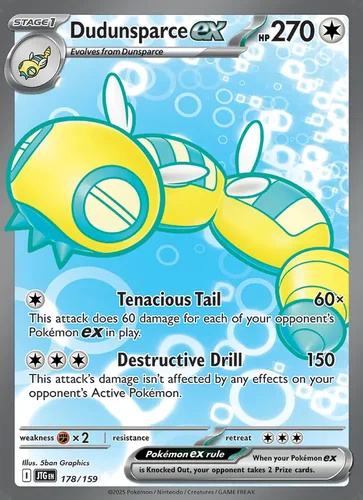 STAGE 1
Dudunsparce ex HP 270
Evolves from Dunsparce
Tenacious Tail 60×
This attack does 60 damage for each of your opponent's
Pokémon ex in play.
Destructive Drill 150
This attack's damage isn't affected by any effects on your
opponent's Active Pokémon.
weakness ×2 resistance retreat
Illus. 5ban Graphics
Pokémon ex rule When your Pokémon ex
is Knocked Out, your opponent takes 2 Prize cards.
I JTG EN 178/159
©2025 Pokémon / Nintendo / Creatures / GAME FREAK